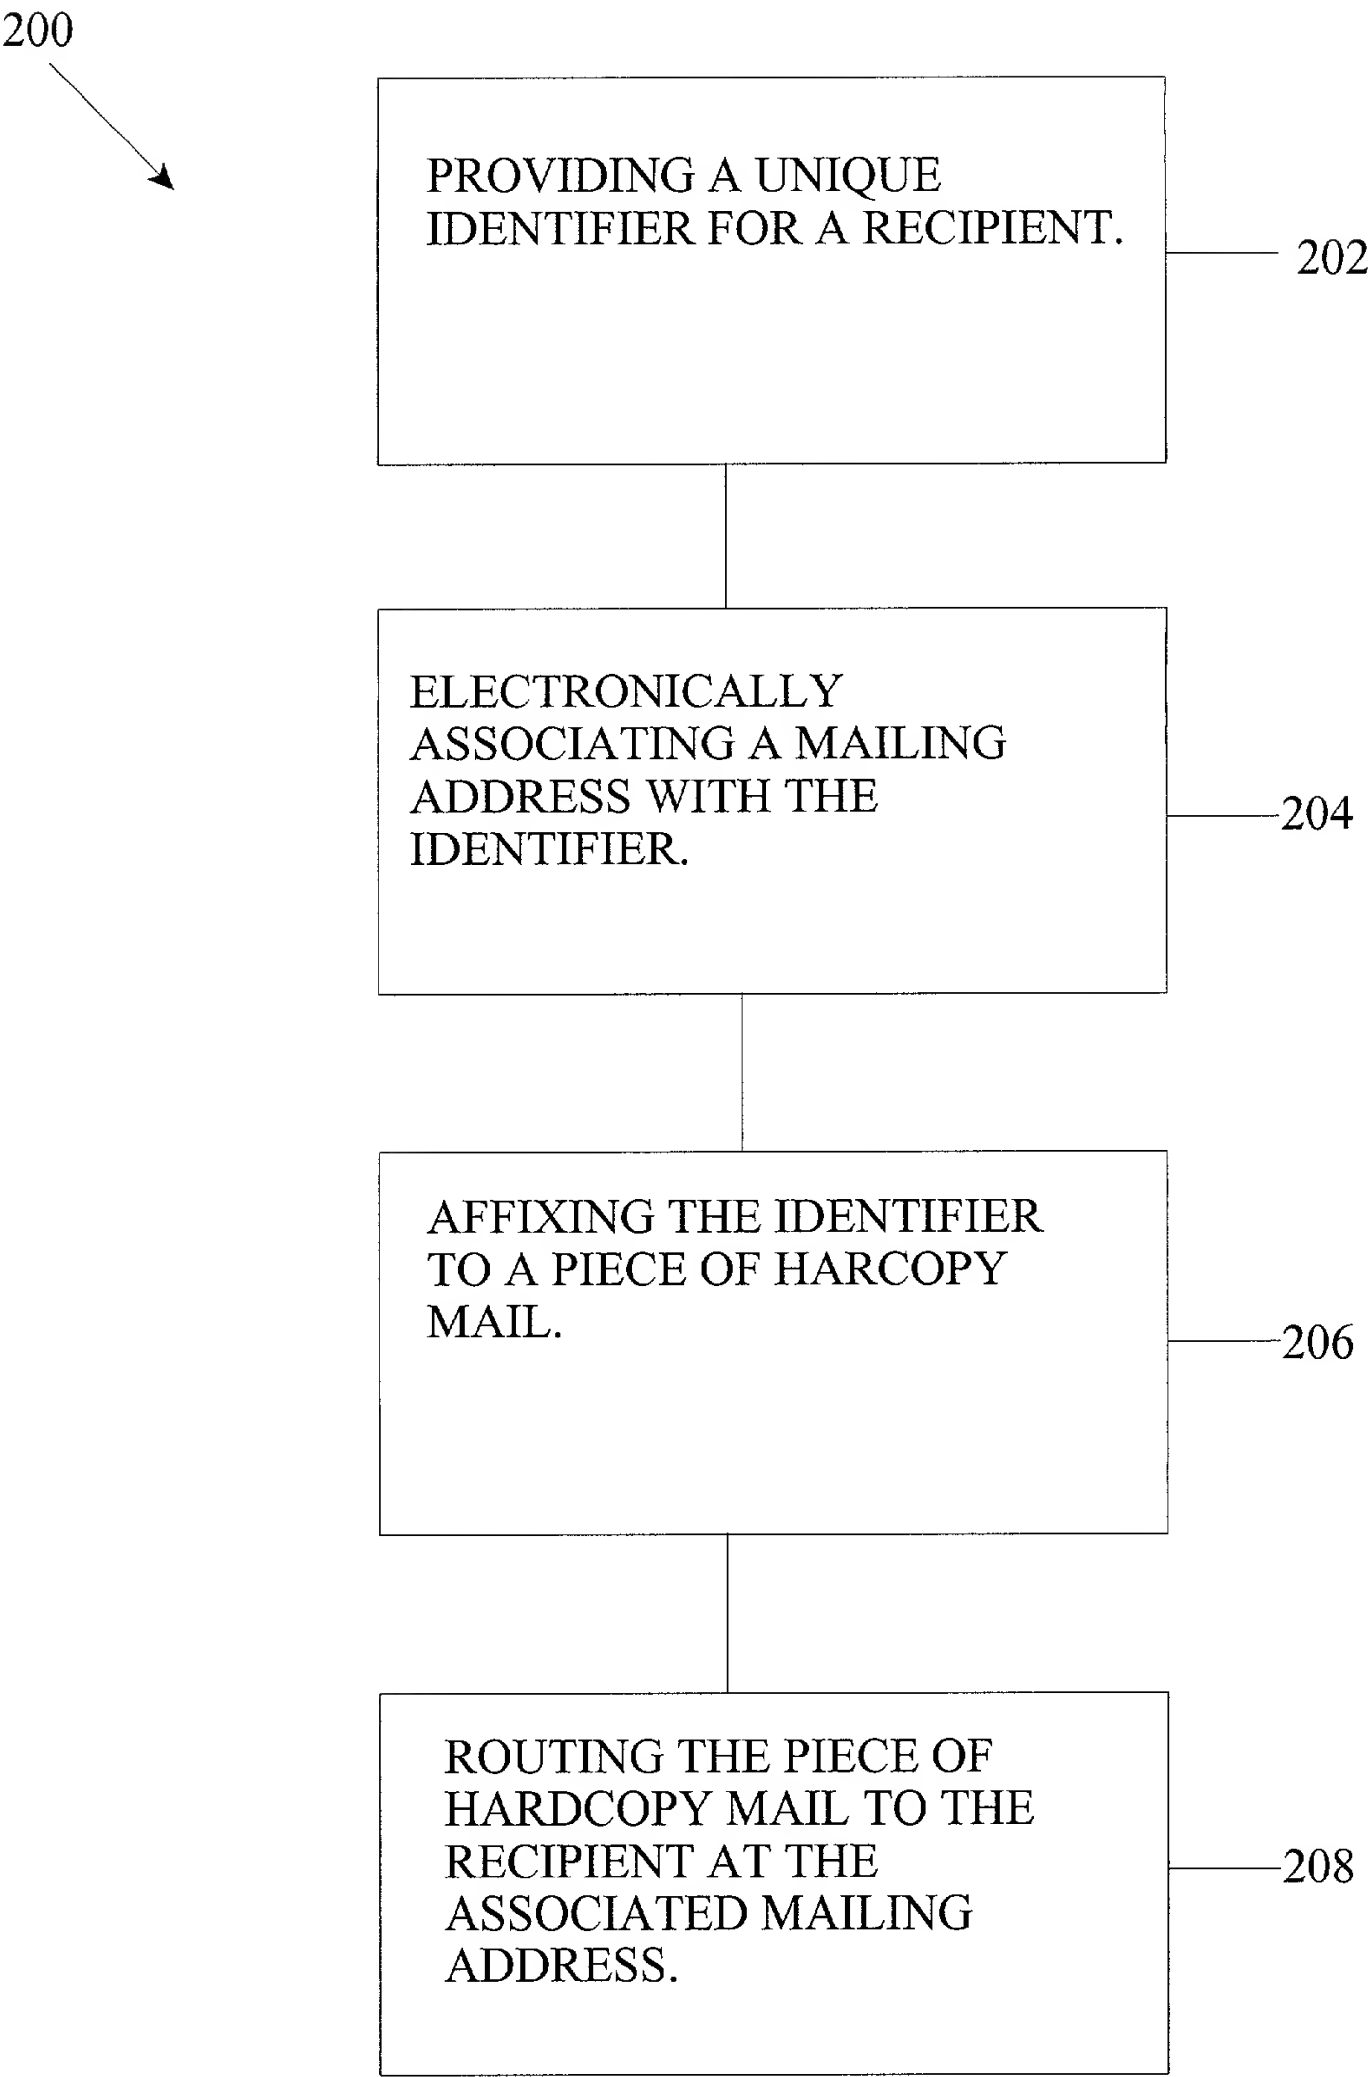 200
PROVIDING A UNIQUE
IDENTIFIER FOR A RECIPIENT.
202
ELECTRONICALLY
ASSOCIATING A MAILING
ADDRESS WITH THE
IDENTIFIER.
204
AFFIXING THE IDENTIFIER
TO A PIECE OF HARCOPY
MAIL.
206
ROUTING THE PIECE OF
HARDCOPY MAIL TO THE
RECIPIENT AT THE
ASSOCIATED MAILING
ADDRESS.
208